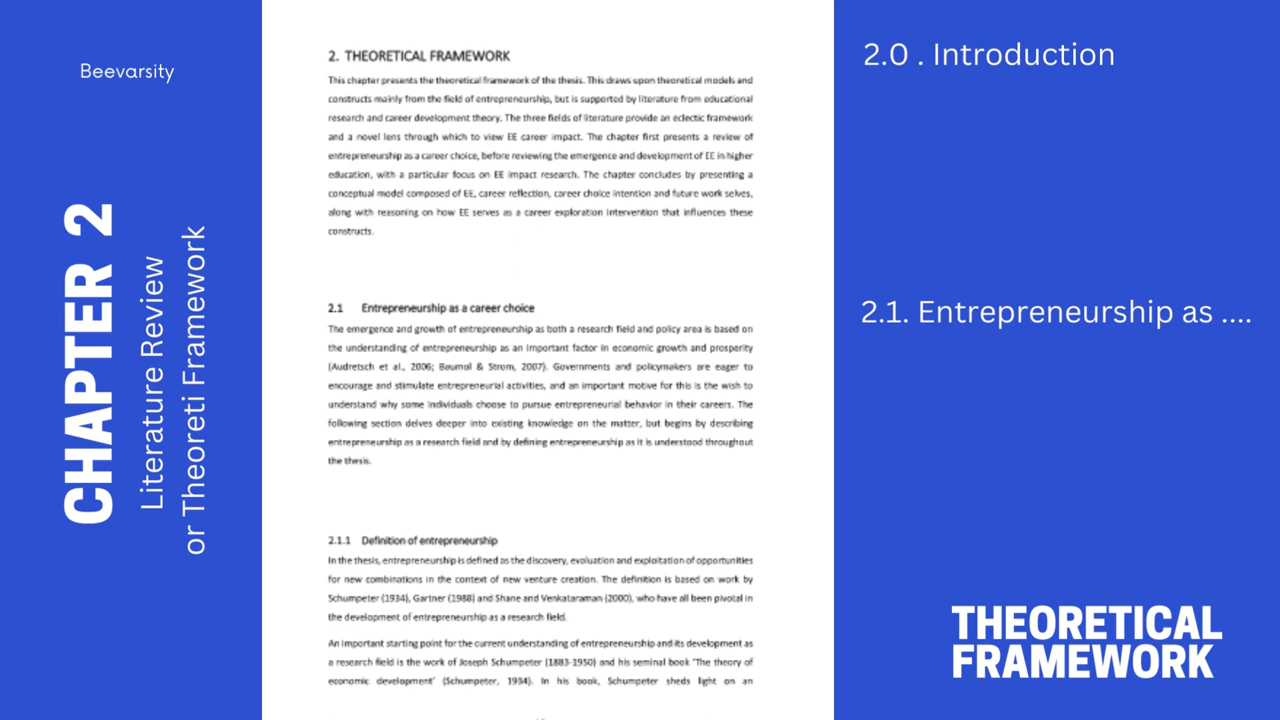 Beevarsity
CHAPTER 2
Literature Review
or Theoreti Framework
2. THEORETICAL FRAMEWORK
This chapter presents the theoretical framework of the thesis. This draws upon theoretical models and
constructs mainly from the field of entrepreneurship, but is supported by literature from educational
research and career development theory. The three fields of literature provide an eclectic framework
and a novel lens through which to view EE career impact. The chapter first presents a review of
entrepreneurship as a career choice, before reviewing the emergence and development of EE in higher
education, with a particular focus on EE impact research. The chapter concludes by presenting a
conceptual model composed of EE, career reflection, career choice intention and future work selves,
along with reasoning on how EE serves as a career exploration intervention that influences these
constructs.
2.1 Entrepreneurship as a career choice
The emergence and growth of entrepreneurship as both a research field and policy area is based on
the understanding of entrepreneurship as an important factor in economic growth and prosperity
(Audretsch et al., 2006; Baumol & Strom, 2007). Governments and policymakers are eager to
encourage and stimulate entrepreneurial activities, and an important motive for this is the wish to
understand why some individuals choose to pursue entrepreneurial behavior in their careers. The
following section delves deeper into existing knowledge on the matter, but begins by describing
entrepreneurship as a research field and by defining entrepreneurship as it is understood throughout
the thesis.
2.1.1 Definition of entrepreneurship
In the thesis, entrepreneurship is defined as the discovery, evaluation and exploitation of opportunities
for new combinations in the context of new venture creation. The definition is based on work by
Schumpeter (1934), Gartner (1988) and Shane and Venkataraman (2000), who have all been pivotal in
the development of entrepreneurship as a research field.
An important starting point for the current understanding of entrepreneurship and its development as
a research field is the work of Joseph Schumpeter (1883-1950) and his seminal book 'The theory of
economic development' (Schumpeter, 1934). In his book, Schumpeter sheds light on an
2.0 . Introduction
2.1. Entrepreneurship as ....
THEORETICAL
FRAMEWORK